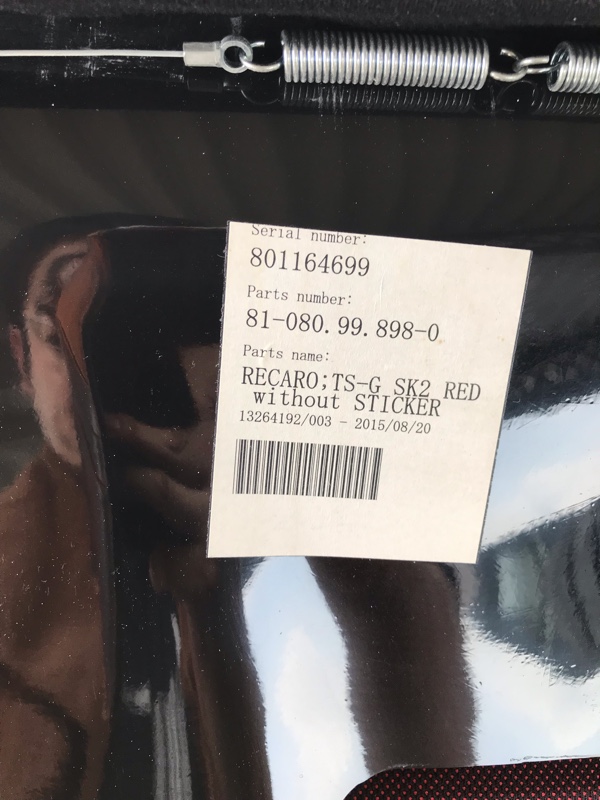 Serial number:
801164699
Parts number:
81-080.99.898-0
Parts name:
RECARO;TS-G SK2 RED
without STICKER
13264192/003 - 2015/08/20